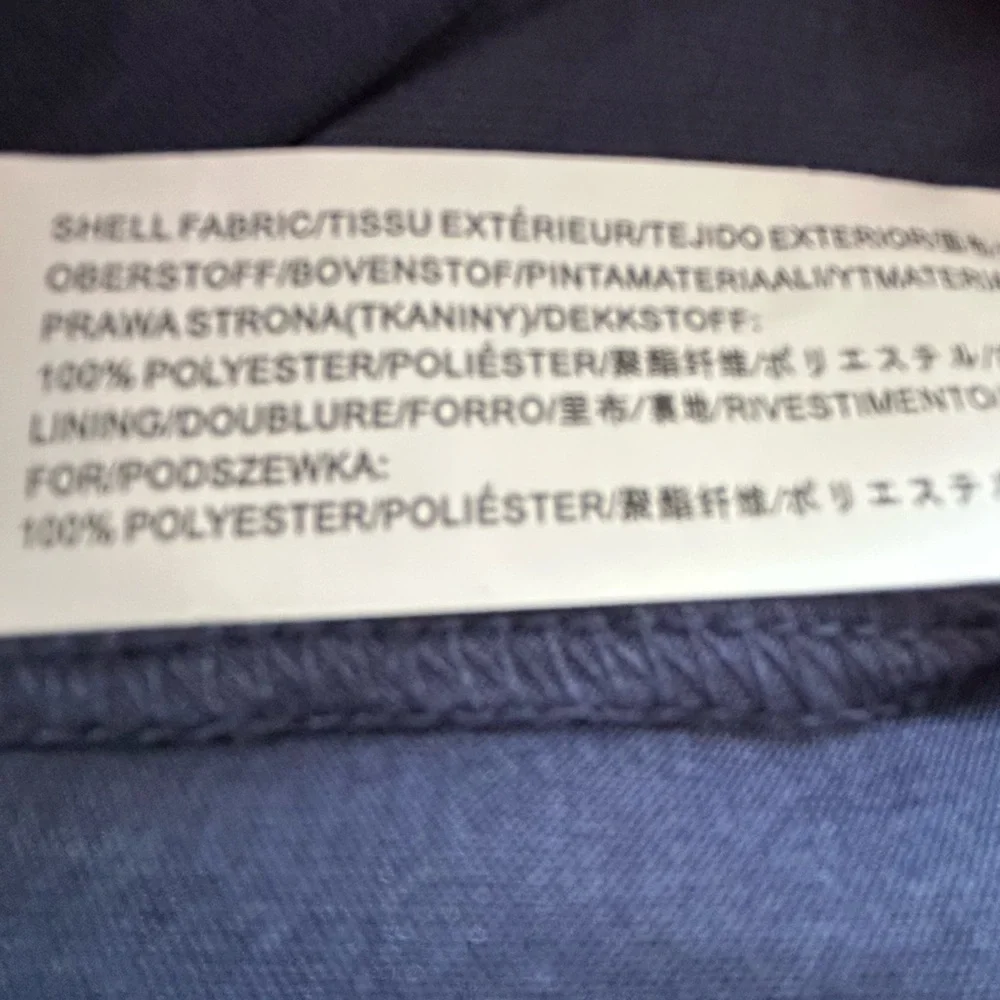 SHELL FABRIC/TISSU EXTÉRIEUR/TEJIDO EXTERIOR/
OBERSTOFF/BOVENSTOF/PINTAMATERIAALI/YTMATERI
PRAWA STRONA(TKANINY)/DEKKSTOFF:
100% POLYESTER/POLIÉSTER/聚酯纤维/ポリエステル/
LINING/DOUBLURE/FORRO/里布/裏地/RIVESTIMENTO/
FOR/PODSZEWKA:
100% POLYESTER/POLIÉSTER/聚酯纤维/ポリエステ